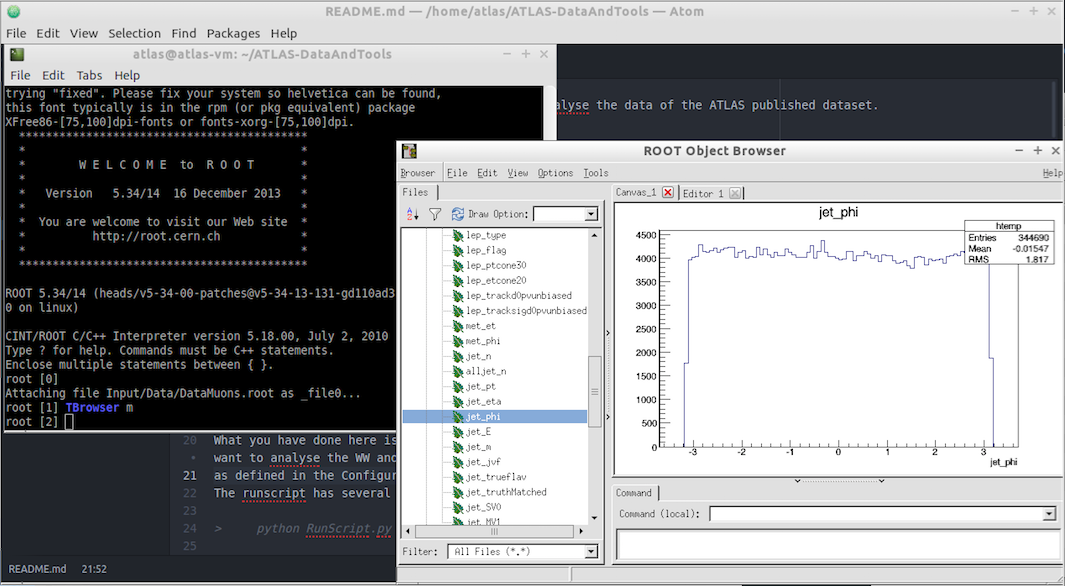 README.md — /home/atlas/ATLAS-DataAndTools — Atom
File Edit View Selection Find Packages Help
atlas@atlas-vm: ~/ATLAS-DataAndTools
File Edit Tabs Help
trying "fixed". Please fix your system so helvetica can be found,
this font typically is in the rpm (or pkg equivalent) package
XFree86-[75,100]dpi-fonts or fonts-xorg-[75,100]dpi.
*******************************************
* *
* W E L C O M E to R O O T *
* *
* Version 5.34/14 16 December 2013 *
* *
* You are welcome to visit our Web site *
* http://root.cern.ch *
* *
*******************************************
ROOT 5.34/14 (heads/v5-34-00-patches@v5-34-13-131-gd110ad3
0 on linux)
CINT/ROOT C/C++ Interpreter version 5.18.00, July 2, 2010
Type ? for help. Commands must be C++ statements.
Enclose multiple statements between { }.
root [0]
Attaching file Input/Data/DataMuons.root as _file0...
root [1] TBrowser m
root [2]
alyse the data of the ATLAS published dataset.
20 What you have done here is
• want to analyse the WW and
21 as defined in the Configur
22 The runscript has several
23
24 > python RunScript.py
25
README.md 21:52
ROOT Object Browser
Browser File Edit View Options Tools Help
Files
Draw Option:
lep_type
lep_flag
lep_ptcone30
lep_etcone20
lep_trackd0pvunbiased
lep_tracksigd0pvunbiased
met_et
met_phi
jet_n
alljet_n
jet_pt
jet_eta
jet_phi
jet_E
jet_m
jet_jvf
jet_trueflav
jet_truthMatched
jet_SV0
jet_MV1
Filter: All Files (*.*)
Canvas_1 Editor 1
jet_phi
htemp
Entries 344690
Mean -0.01547
RMS 1.817
4500
4000
3500
3000
2500
2000
1500
1000
500
0
-3 -2 -1 0 1 2 3
jet_phi
Command
Command (local):